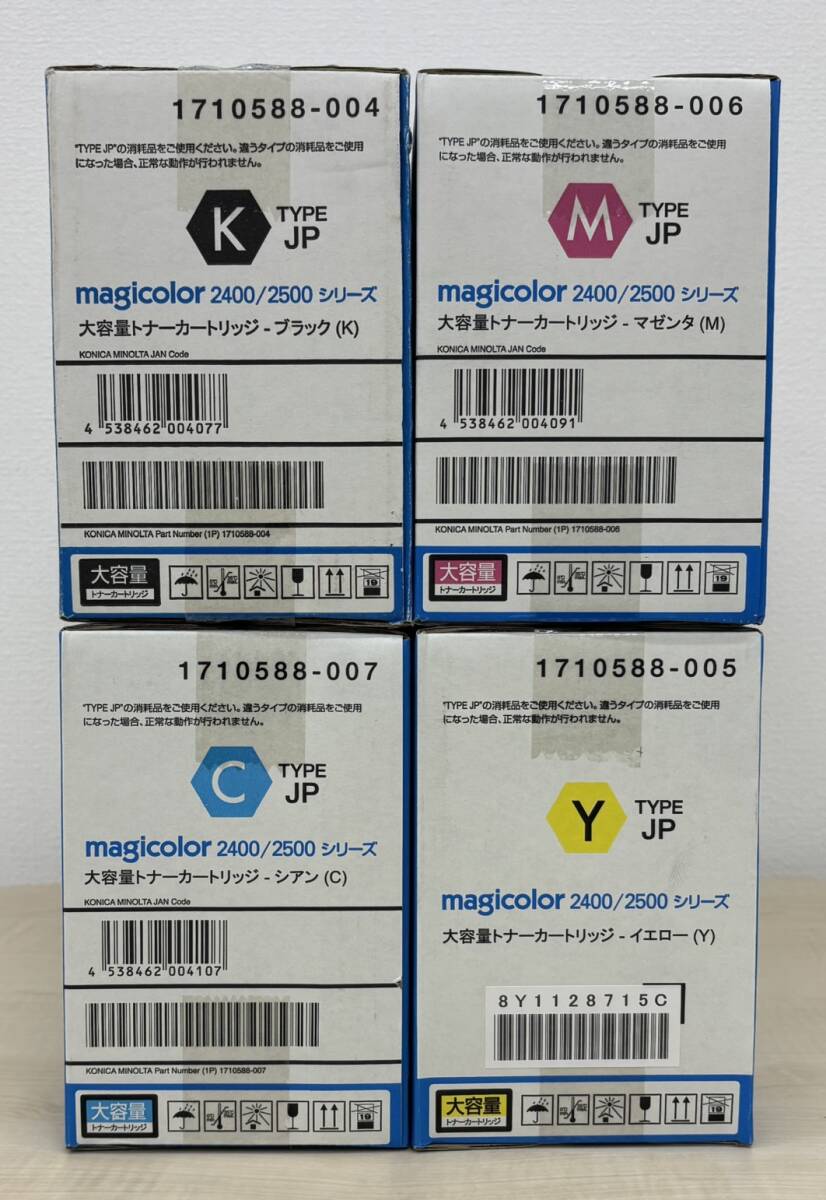 1710588-004
"TYPE JP"の消耗品をご使用ください。違うタイプの消耗品をご使用
になった場合、正常な動作が行われません。
K
TYPE
JP
magicolor 2400/2500 シリーズ
大容量トナーカートリッジ - ブラック (K)
KONICA MINOLTA JAN Code
4 538462 004077
KONICA MINOLTA Part Number (1P) 1710588-004
大容量
トナーカートリッジ
19
1710588-006
"TYPE JP"の消耗品をご使用ください。違うタイプの消耗品をご使用
になった場合、正常な動作が行われません。
M
TYPE
JP
magicolor 2400/2500 シリーズ
大容量トナーカートリッジ - マゼンタ (M)
KONICA MINOLTA JAN Code
4 538462 004091
KONICA MINOLTA Part Number (1P) 1710588-006
大容量
トナーカートリッジ
19
1710588-007
"TYPE JP"の消耗品をご使用ください。違うタイプの消耗品をご使用
になった場合、正常な動作が行われません。
C
TYPE
JP
magicolor 2400/2500 シリーズ
大容量トナーカートリッジ - シアン (C)
KONICA MINOLTA JAN Code
4 538462 004107
KONICA MINOLTA Part Number (1P) 1710588-007
大容量
トナーカートリッジ
19
1710588-005
"TYPE JP"の消耗品をご使用ください。違うタイプの消耗品をご使用
になった場合、正常な動作が行われません。
Y
TYPE
JP
magicolor 2400/2500 シリーズ
大容量トナーカートリッジ - イエロー (Y)
8Y1128715C
大容量
トナーカートリッジ
19